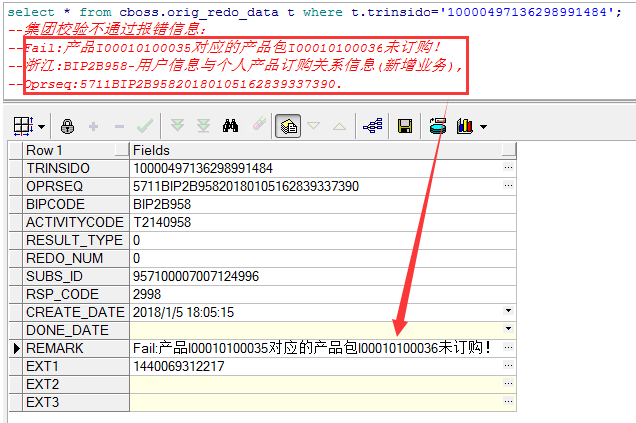 select * from cboss.orig_redo_data t where t.trinsido='10000497136298991484';
--集团校验不通过报错信息:
--Fail:产品I00010100035对应的产品包I00010100036未订购!
--浙江:BIP2B958-用户信息与个人产品订购关系信息(新增业务),
--Oprseq:5711BIP2B95820180105162839337390.
Row 1 Fields
TRINSIDO 10000497136298991484
OPRSEQ 5711BIP2B95820180105162839337390
BIPCODE BIP2B958
ACTIVITYCODE T2140958
RESULT_TYPE 0
REDO_NUM 0
SUBS_ID 957100007007124996
RSP_CODE 2998
CREATE_DATE 2018/1/5 18:05:15
DONE_DATE
REMARK Fail:产品I00010100035对应的产品包I00010100036未订购!
EXT1 1440069312217
EXT2
EXT3